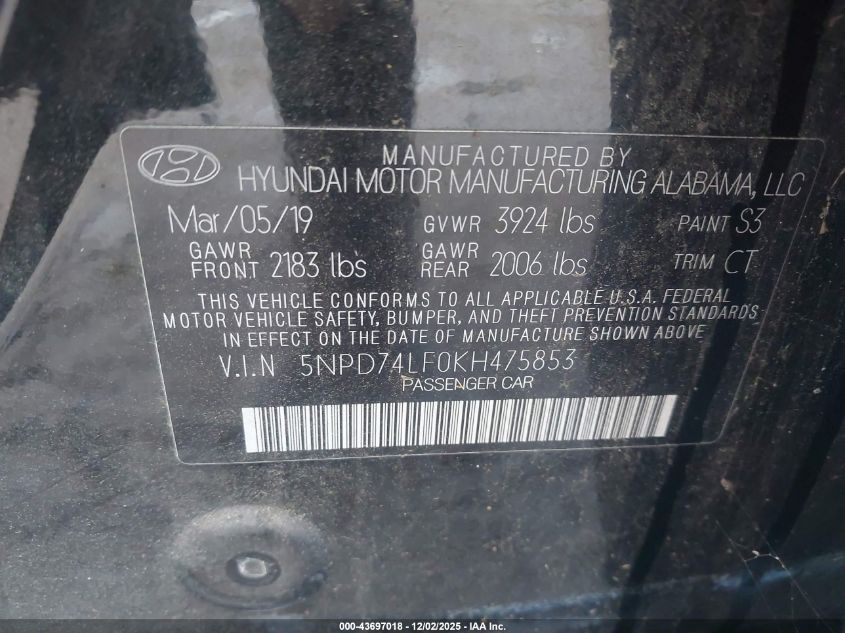 MANUFACTURED BY
HYUNDAI MOTOR MANUFACTURING ALABAMA, LLC
Mar/05/19 GVWR 3924 lbs PAINT S3
GAWR FRONT 2183 lbs GAWR REAR 2006 lbs TRIM CT
THIS VEHICLE CONFORMS TO ALL APPLICABLE U.S.A. FEDERAL
MOTOR VEHICLE SAFETY, BUMPER, AND THEFT PREVENTION STANDARDS
IN EFFECT ON THE DATE OF MANUFACTURE SHOWN ABOVE
V.I.N 5NPD74LF0KH475853
PASSENGER CAR
000-43697018 - 12/02/2025 - IAA Inc.